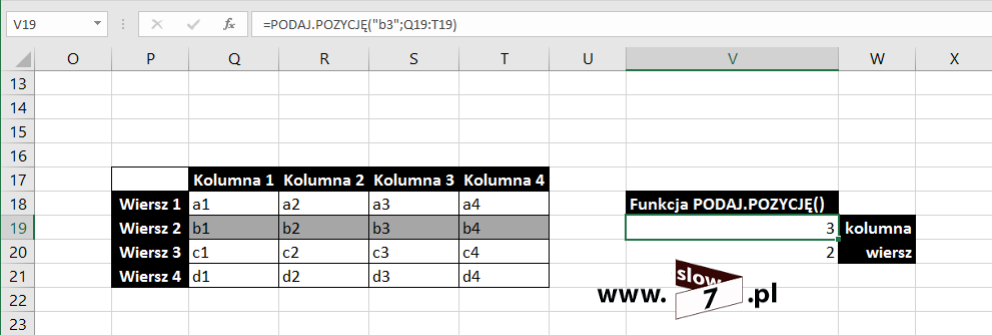 V19 fx =PODAJ.POZYCJĘ("b3";Q19:T19)
O P Q R S T U V W X
13
14
15
16
17 Kolumna 1 Kolumna 2 Kolumna 3 Kolumna 4
18 Wiersz 1 a1 a2 a3 a4 Funkcja PODAJ.POZYCJĘ()
19 Wiersz 2 b1 b2 b3 b4 3 kolumna
20 Wiersz 3 c1 c2 c3 c4 2 wiersz
21 Wiersz 4 d1 d2 d3 d4
22 www.slow7.pl
23